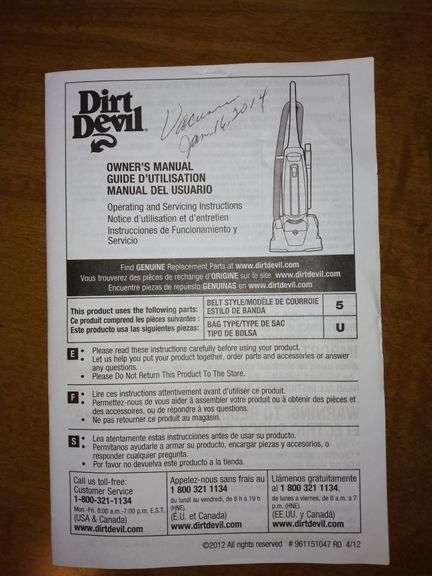 Dirt
Devil®
Vacuum
Jan 16, 2014
OWNER'S MANUAL
GUIDE D'UTILISATION
MANUAL DEL USUARIO
Operating and Servicing Instructions
Notice d'utilisation et d'entretien
Instrucciones de Funcionamiento y
Servicio
Find GENUINE Replacement Parts at www.dirtdevil.com
Vous trouverez des pièces de rechange d'ORIGINE sur le site www.dirtdevil.com
Encuentre piezas de repuesto GENUINAS en www.dirtdevil.com
This product uses the following parts:
Ce produit comprend les pièces suivantes :
Este producto usa las siguientes piezas:
BELT STYLE/MODÈLE DE COURROIE
ESTILO DE BANDA
5
BAG TYPE/TYPE DE SAC
TIPO DE BOLSA
U
E :
• Please read these instructions carefully before using your product.
• Let us help you put your product together, order parts and accessories or answer
any questions.
• Please Do Not Return This Product To The Store.
F :
• Lire ces instructions attentivement avant d'utiliser ce produit.
• Permettez-nous de vous aider à assembler votre produit ou à obtenir des pièces et
des accessoires, ou de répondre à vos questions.
• Ne pas retourner ce produit au magasin.
S :
• Lea atentamente estas instrucciones antes de usar su producto.
• Permítanos ayudarle a armar su producto, encargar piezas y accesorios, o
responder cualquier pregunta.
• Por favor no devuelva este producto a la tienda.
Call us toll-free:
Customer Service
1-800-321-1134
Mon.-Fri. 8:00 a.m.-7:00 p.m. E.S.T.
(USA & Canada)
www.dirtdevil.com
Appelez-nous sans frais au
1 800 321 1134
du lundi au vendredi, de 8 h à 19 h
(HNE).
(É.U. et Canada)
www.dirtdevil.com
Llámenos gratuitamente
al 1 800 321 1134,
de lunes a viernes, de 8 a.m. a 7
p.m. (HNE).
(EE.UU. y Canadá)
www.dirtdevil.com
©2012 All rights reserved # 961151647 RD 4/12